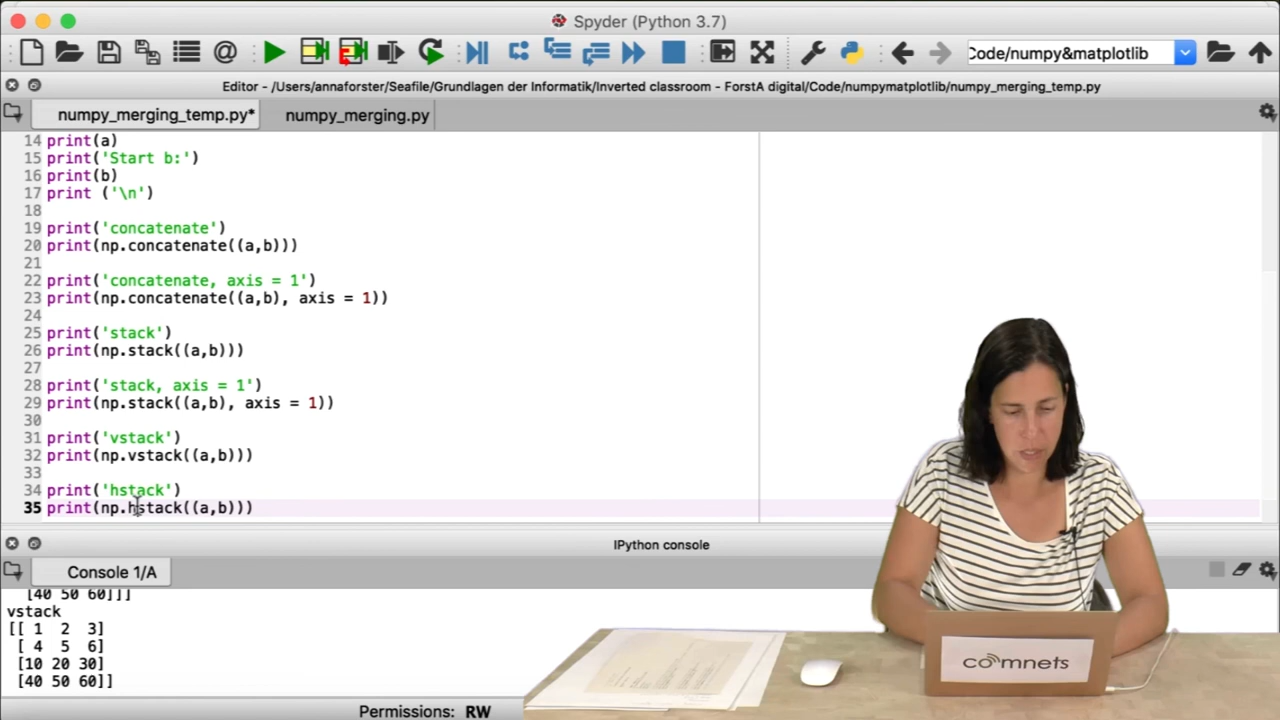 Spyder (Python 3.7)
Code/numpy&matplotlib
Editor - /Users/annaforster/Seafile/Grundlagen der Informatik/Inverted classroom - ForstA digital/Code/numpymatplotlib/numpy_merging_temp.py
numpy_merging_temp.py*
numpy_merging.py
14 print(a)
15 print('Start b:')
16 print(b)
17 print ('\n')
18
19 print('concatenate')
20 print(np.concatenate((a,b)))
21
22 print('concatenate, axis = 1')
23 print(np.concatenate((a,b), axis = 1))
24
25 print('stack')
26 print(np.stack((a,b)))
27
28 print('stack, axis = 1')
29 print(np.stack((a,b), axis = 1))
30
31 print('vstack')
32 print(np.vstack((a,b)))
33
34 print('hstack')
35 print(np.hstack((a,b)))
IPython console
Console 1/A
[40 50 60]]]
vstack
[[ 1 2 3]
[ 4 5 6]
[10 20 30]
[40 50 60]]
Permissions: RW
comnets